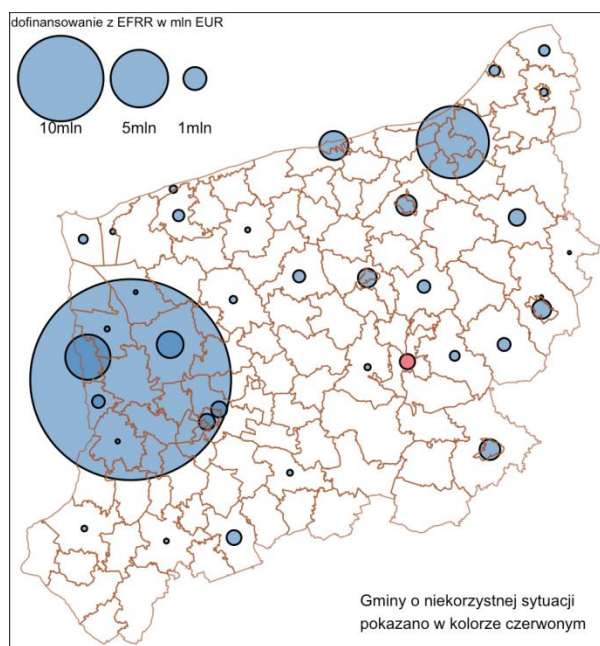 dofinansowanie z EFRR w mln EUR
10mln 5mln 1mln
Gminy o niekorzystnej sytuacji
pokazano w kolorze czerwonym